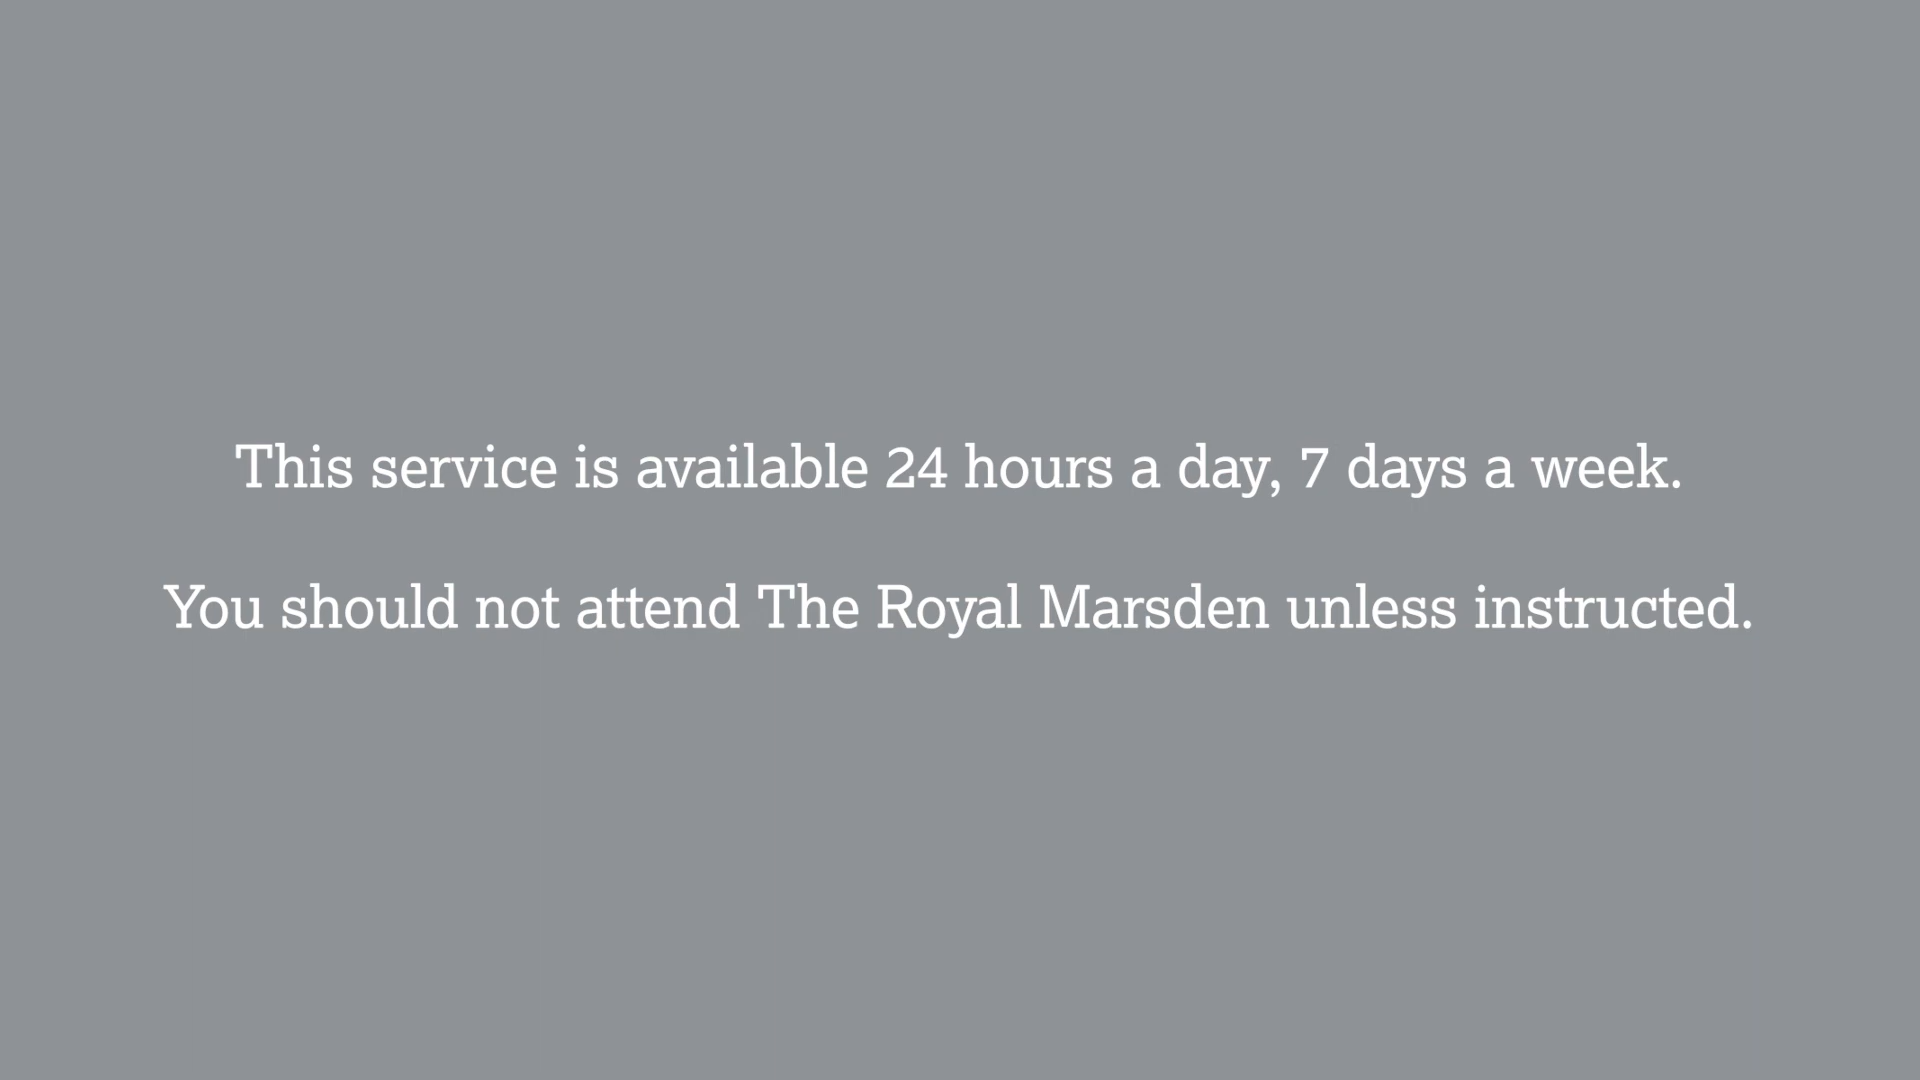 This service is available 24 hours a day, 7 days a week.
You should not attend The Royal Marsden unless instructed.